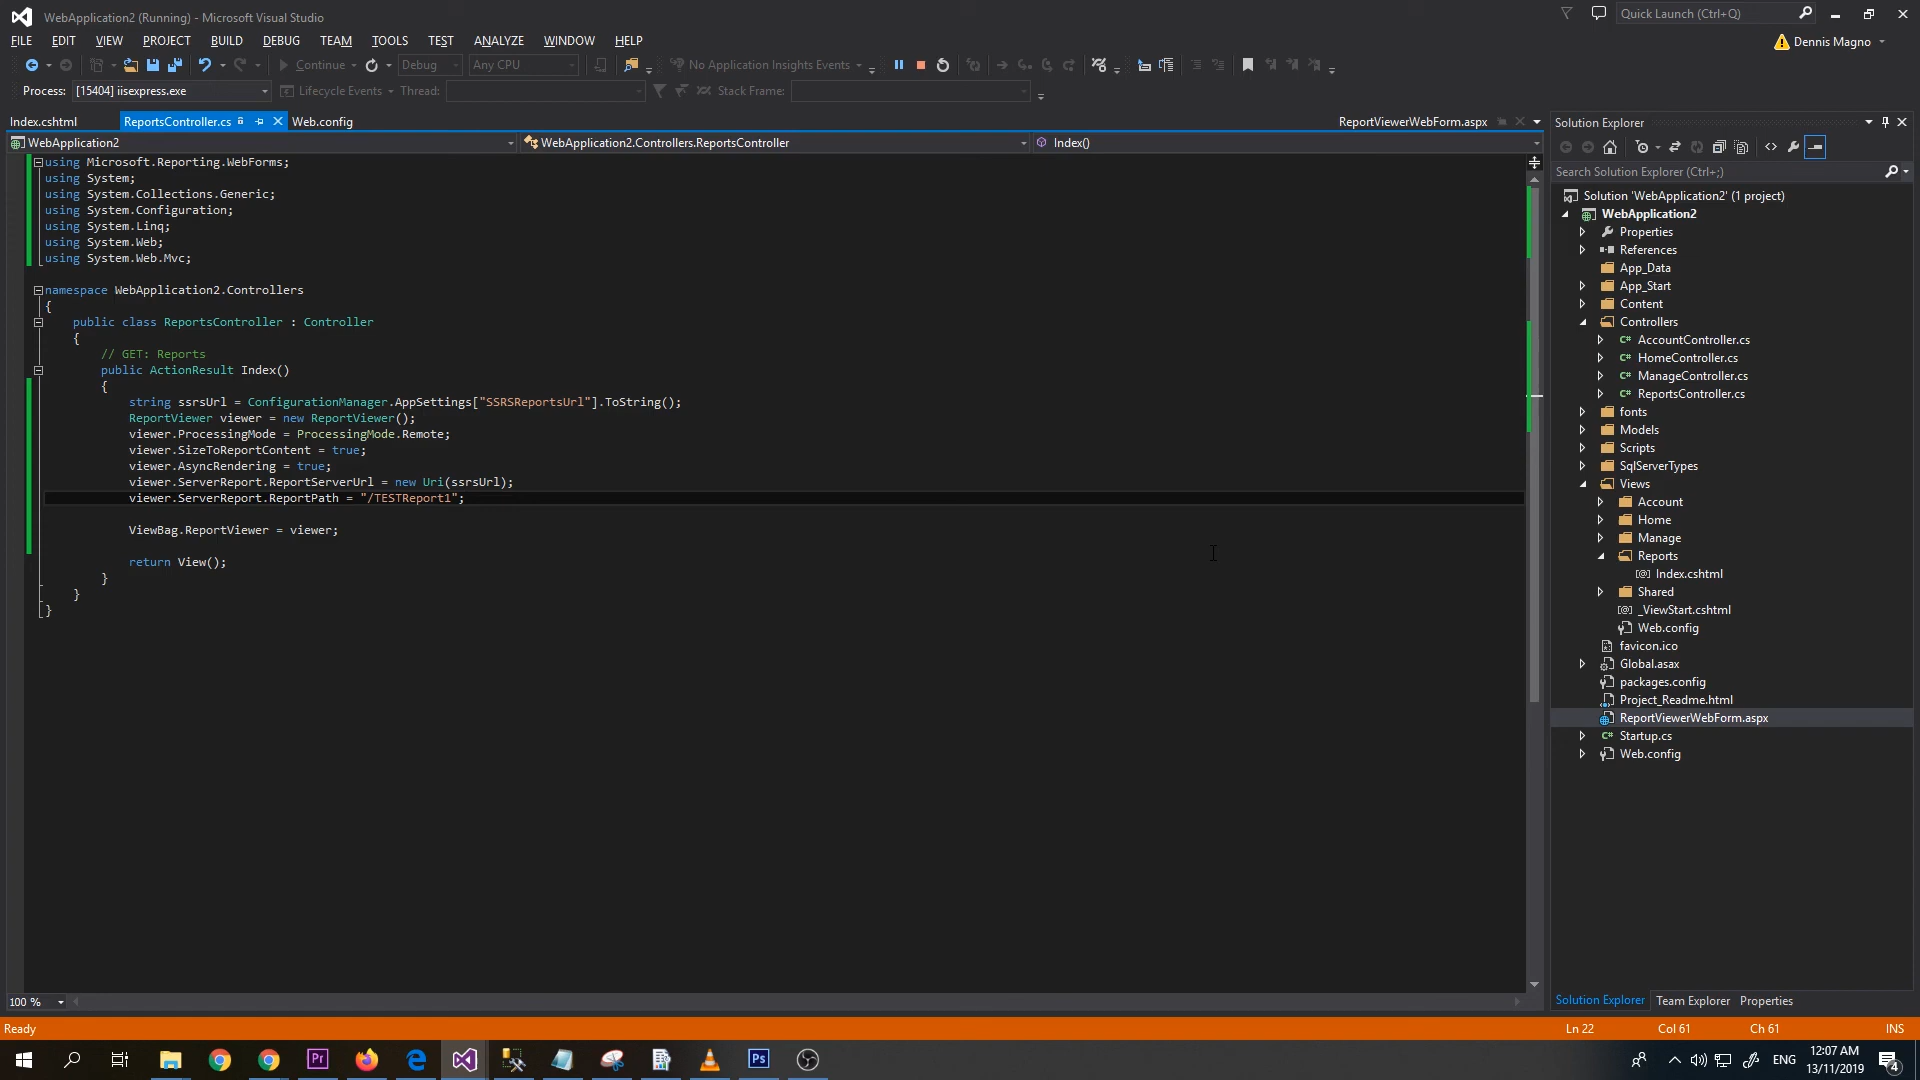 WebApplication2 (Running) - Microsoft Visual Studio
Quick Launch (Ctrl+Q)
FILE EDIT VIEW PROJECT BUILD DEBUG TEAM TOOLS TEST ANALYZE WINDOW HELP
Dennis Magno
Continue Debug Any CPU No Application Insights Events
Process: [15404] iisexpress.exe Lifecycle Events Thread: Stack Frame:
Index.cshtml ReportsController.cs Web.config ReportViewerWebForm.aspx
WebApplication2 WebApplication2.Controllers.ReportsController Index()
using Microsoft.Reporting.WebForms;
using System;
using System.Collections.Generic;
using System.Configuration;
using System.Linq;
using System.Web;
using System.Web.Mvc;
namespace WebApplication2.Controllers
{
public class ReportsController : Controller
{
// GET: Reports
public ActionResult Index()
{
string ssrsUrl = ConfigurationManager.AppSettings["SSRSReportsUrl"].ToString();
ReportViewer viewer = new ReportViewer();
viewer.ProcessingMode = ProcessingMode.Remote;
viewer.SizeToReportContent = true;
viewer.AsyncRendering = true;
viewer.ServerReport.ReportServerUrl = new Uri(ssrsUrl);
viewer.ServerReport.ReportPath = "/TESTReport1";
ViewBag.ReportViewer = viewer;
return View();
}
}
}
100 %
Solution Explorer
Search Solution Explorer (Ctrl+;)
Solution 'WebApplication2' (1 project)
WebApplication2
Properties
References
App_Data
App_Start
Content
Controllers
C# AccountController.cs
C# HomeController.cs
C# ManageController.cs
C# ReportsController.cs
fonts
Models
Scripts
SqlServerTypes
Views
Account
Home
Manage
Reports
[@] Index.cshtml
Shared
[@] _ViewStart.cshtml
Web.config
favicon.ico
Global.asax
packages.config
Project_Readme.html
ReportViewerWebForm.aspx
C# Startup.cs
Web.config
Solution Explorer Team Explorer Properties
Ready Ln 22 Col 61 Ch 61 INS
Pr Ps ENG 12:07 AM
13/11/2019 4